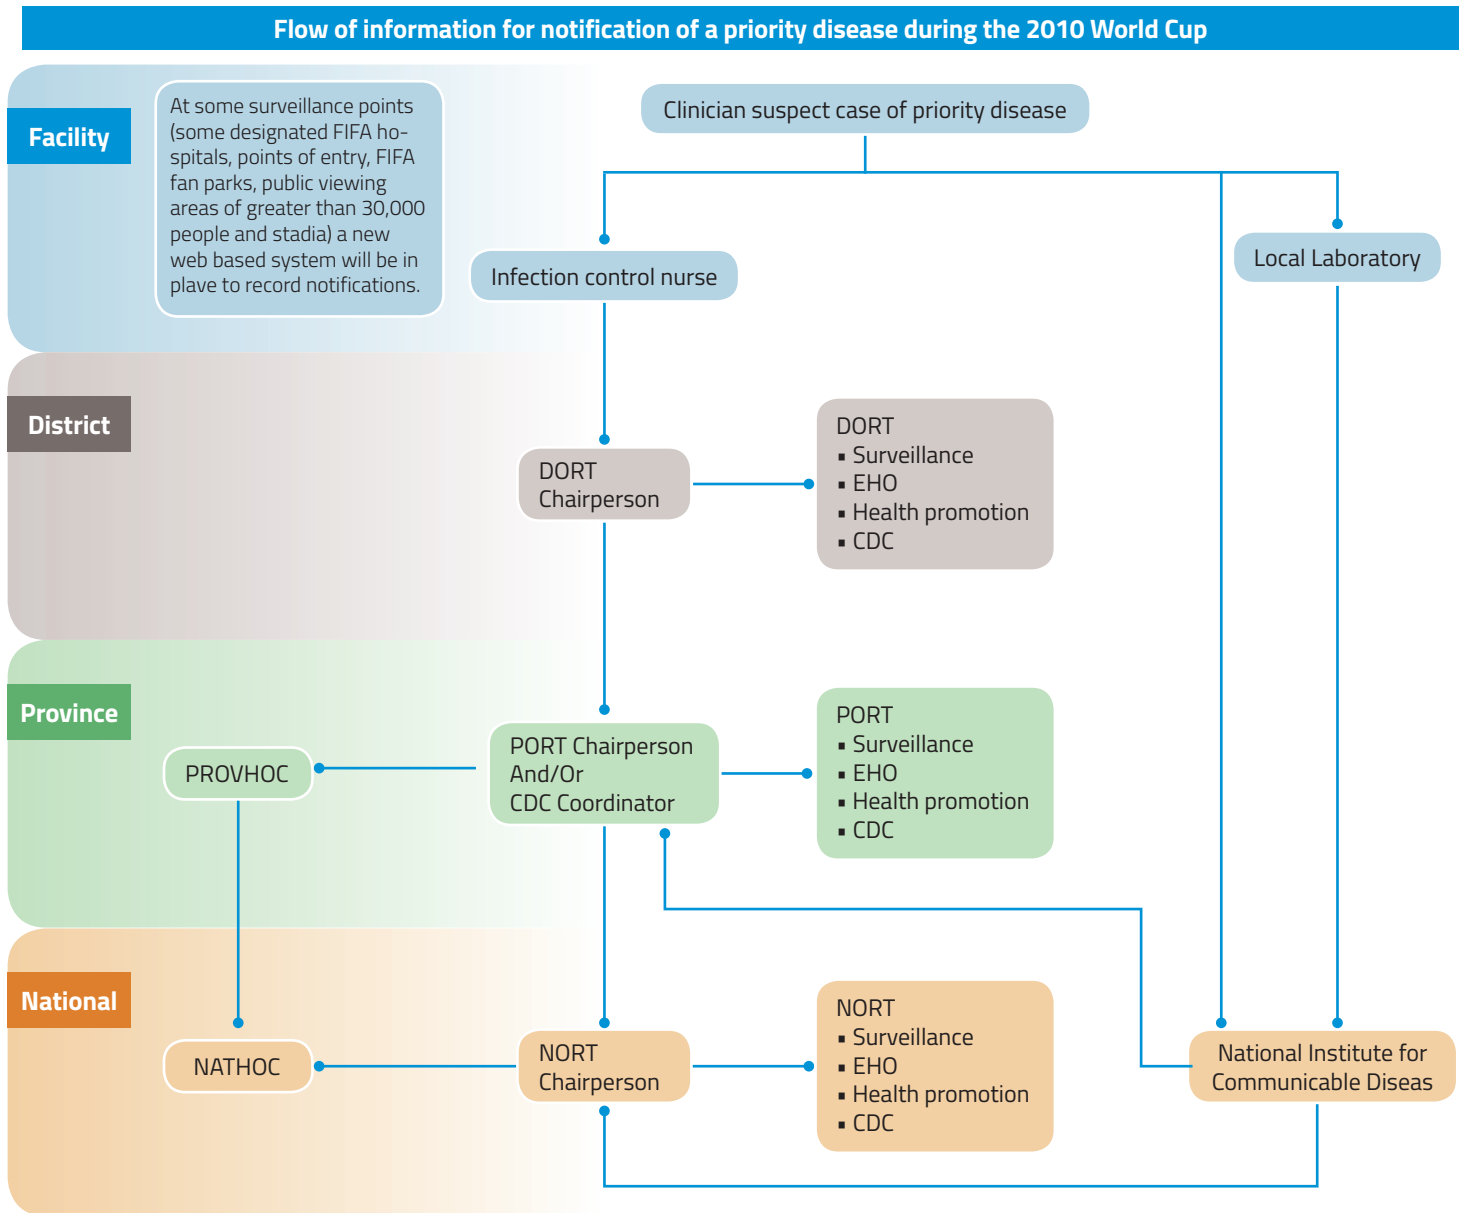 Flow of information for notification of a priority disease during the 2010 World Cup
Facility
At some surveillance points
(some designated FIFA ho-
spitals, points of entry, FIFA
fan parks, public viewing
areas of greater than 30,000
people and stadia) a new
web based system will be in
plave to record notifications.
Clinician suspect case of priority disease
Infection control nurse
Local Laboratory
District
DORT
Chairperson
DORT
▪ Surveillance
▪ EHO
▪ Health promotion
▪ CDC
Province
PROVHOC
PORT Chairperson
And/Or
CDC Coordinator
PORT
▪ Surveillance
▪ EHO
▪ Health promotion
▪ CDC
National
NATHOC
NORT
Chairperson
NORT
▪ Surveillance
▪ EHO
▪ Health promotion
▪ CDC
National Institute for
Communicable Diseas